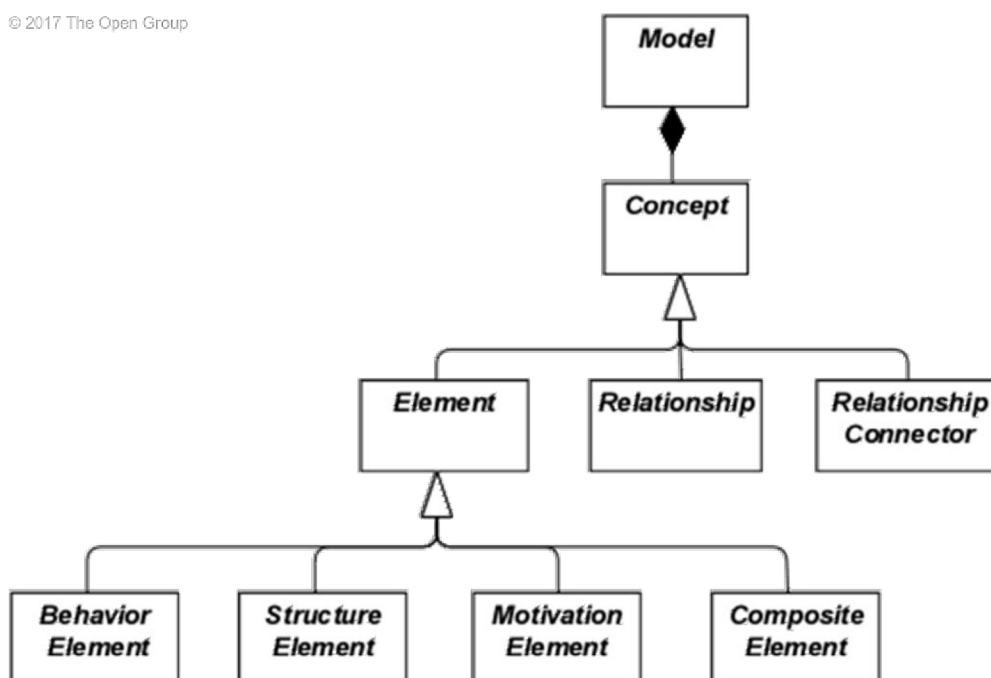 © 2017 The Open Group
Model
Concept
Element
Relationship
Relationship
Connector
Behavior
Element
Structure
Element
Motivation
Element
Composite
Element